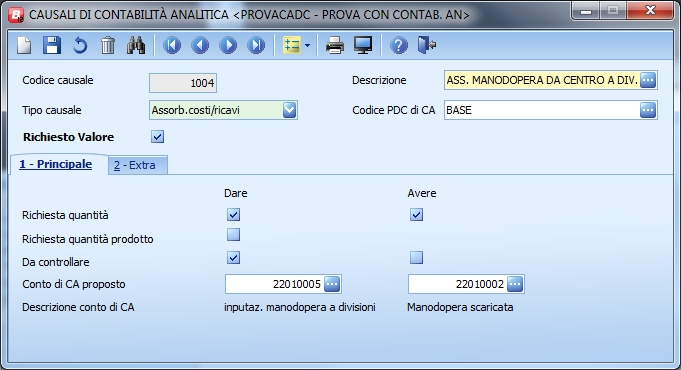 CAUSALI DI CONTABILITÀ ANALITICA <PROVACADC - PROVA CON CONTAB. AN>
Codice causale 1004 Descrizione ASS. MANODOPERA DA CENTRO A DIV.
Tipo causale Assorb.costi/ricavi Codice PDC di CA BASE
Richiesto Valore
1 - Principale 2 - Extra
Dare Avere
Richiesta quantità
Richiesta quantità prodotto
Da controllare
Conto di CA proposto 22010005 22010002
Descrizione conto di CA inputaz. manodopera a divisioni Manodopera scaricata